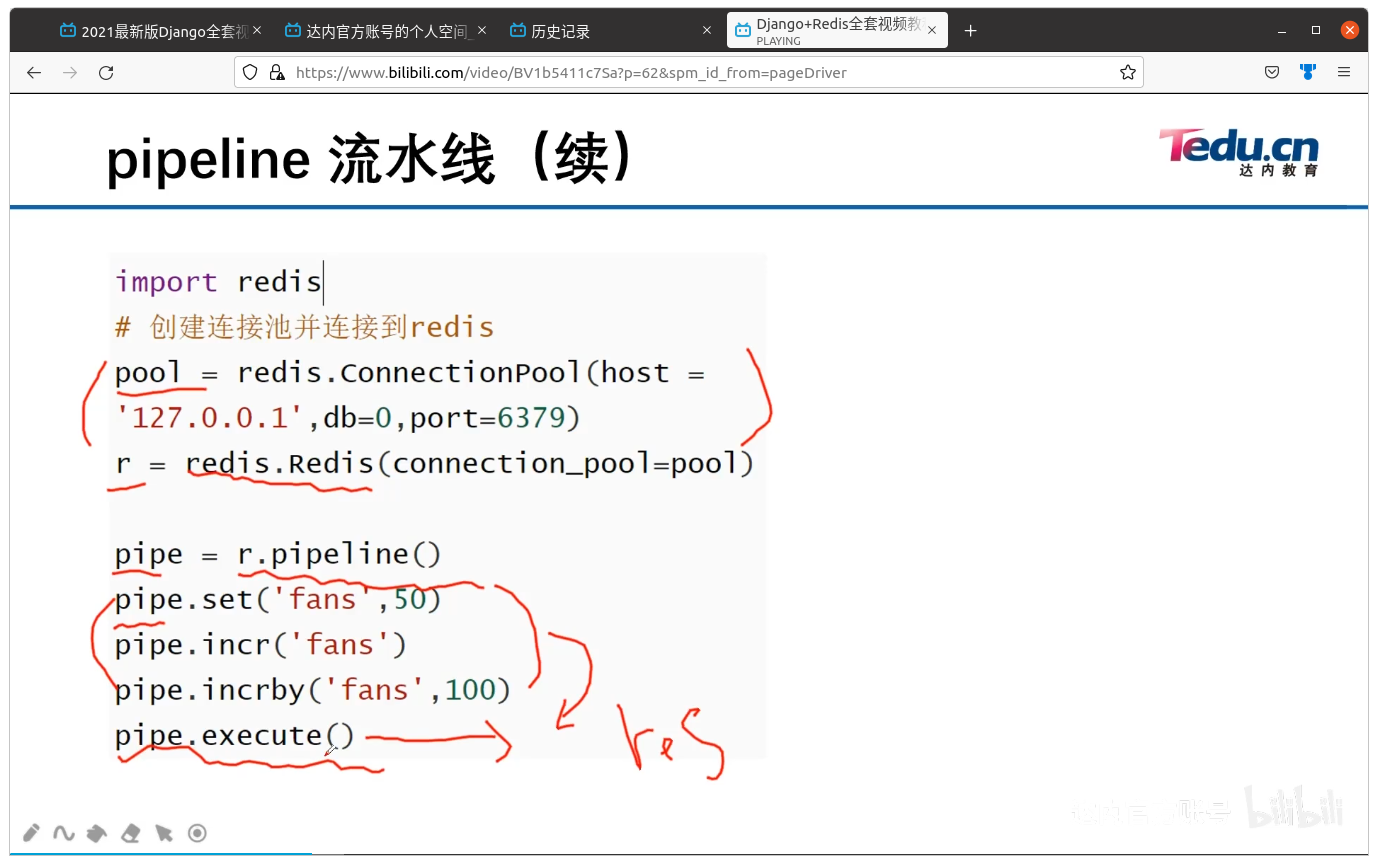 2021最新版Django全套视
达内官方账号的个人空间_
历史记录
Django+Redis全套视频教
PLAYING
https://www.bilibili.com/video/BV1b5411c7Sa?p=62&spm_id_from=pageDriver
pipeline 流水线（续）
Tedu.cn
达内教育
import redis
# 创建连接池并连接到redis
pool = redis.ConnectionPool(host =
'127.0.0.1',db=0,port=6379)
r = redis.Redis(connection_pool=pool)
pipe = r.pipeline()
pipe.set('fans',50)
pipe.incr('fans')
pipe.incrby('fans',100)
pipe.execute()
res
达内官方账号 bilibili